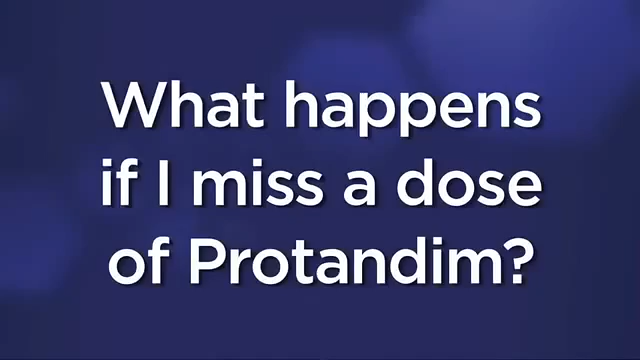 What happens
if I miss a dose
of Protandim?